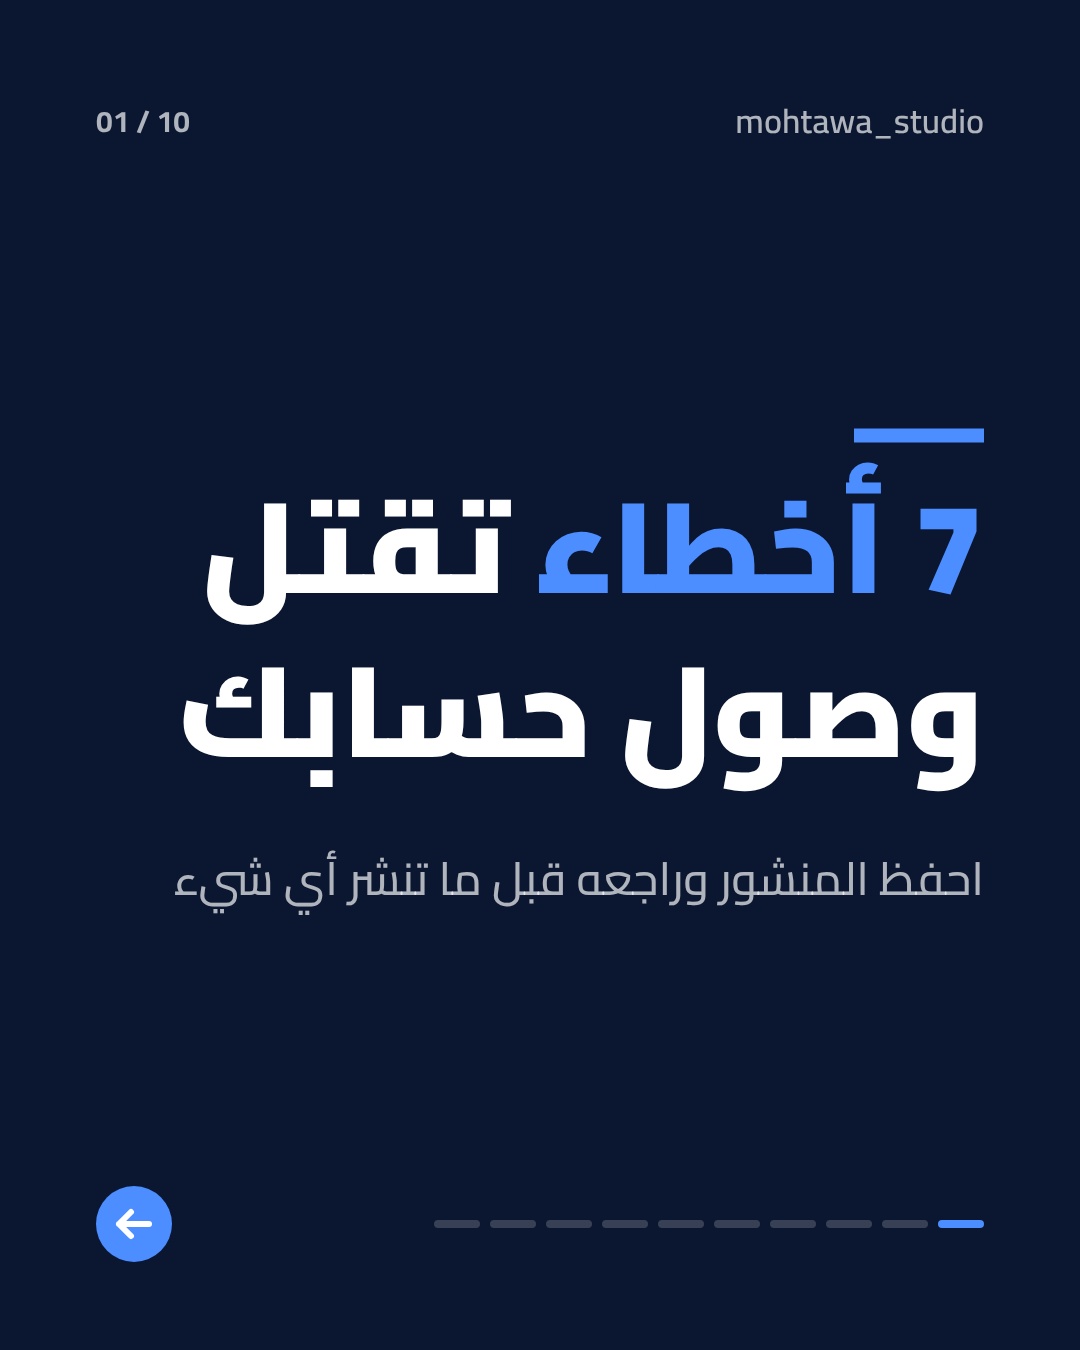 mohtawa_studio
01 / 10
7 أخطاء تقتل
وصول حسابك
احفظ المنشور وراجعه قبل ما تنشر أي شيء